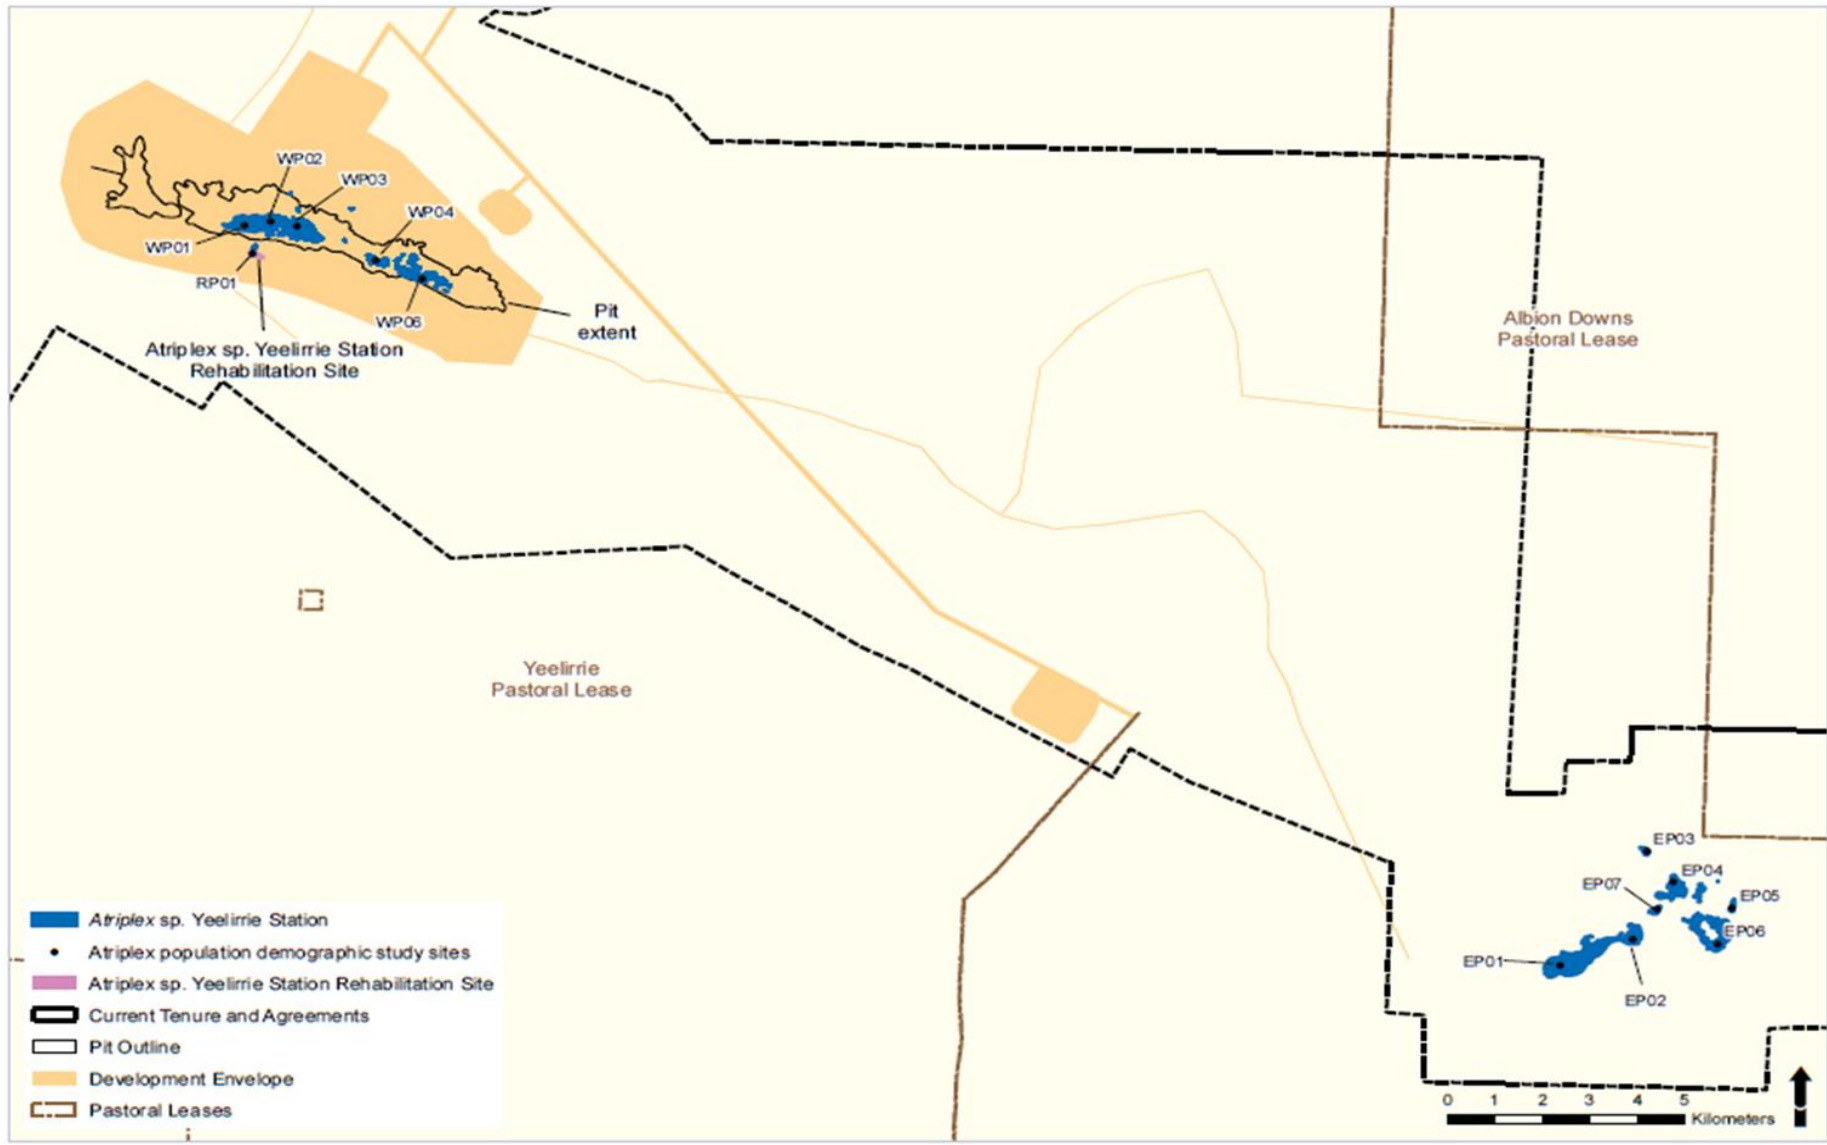 WP02
WP03
WP04
WP01
RP01
WP06
Pit
extent
Atriplex sp. Yeelirrie Station
Rehabilitation Site
Albion Downs
Pastoral Lease
Yeelirrie
Pastoral Lease
EP03
EP04
EP07
EP05
EP06
EP01
EP02
Atriplex sp. Yeelirrie Station
Atriplex population demographic study sites
Atriplex sp. Yeelirrie Station Rehabilitation Site
Current Tenure and Agreements
Pit Outline
Development Envelope
Pastoral Leases
0 1 2 3 4 5
Kilometers